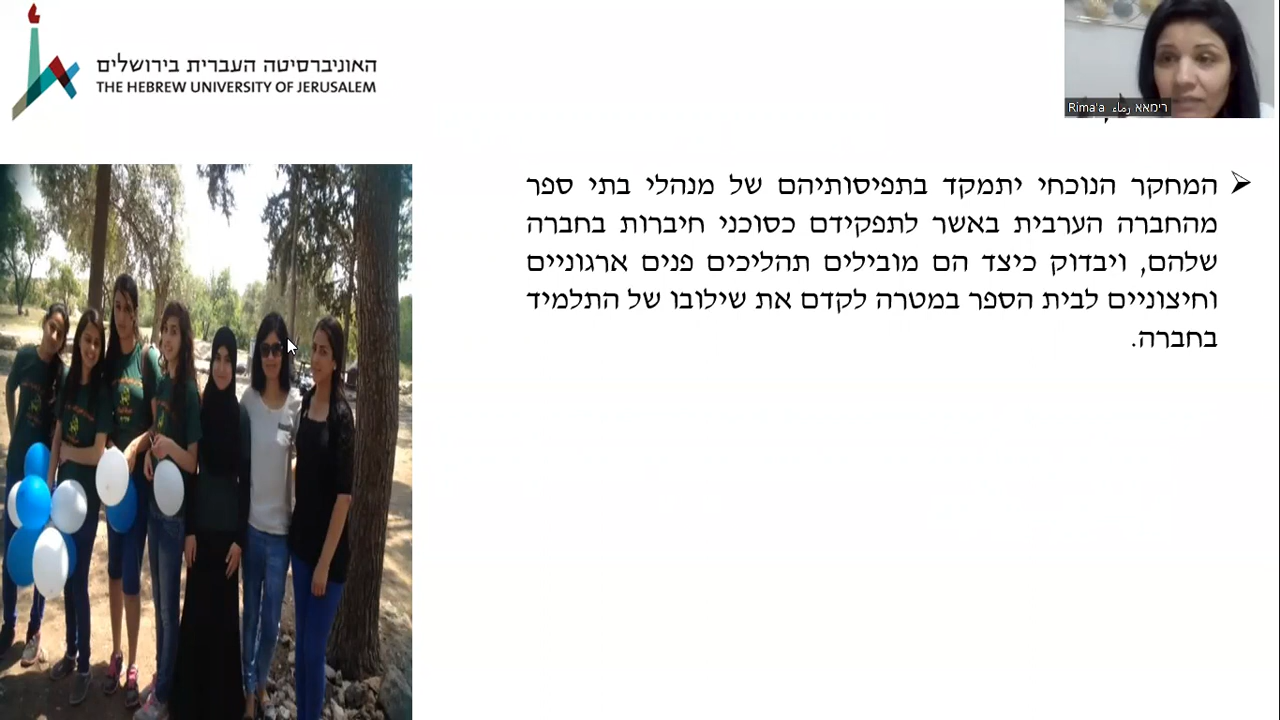 האוניברסיטה העברית בירושלים
THE HEBREW UNIVERSITY OF JERUSALEM
Rima'a רימאא رماء
המחקר הנוכחי יתמקד בתפיסותיהם של מנהלי בתי ספר
מהחברה הערבית באשר לתפקידם כסוכני חיברות בחברה
שלהם, ויבדוק כיצד הם מובילים תהליכים פנים ארגוניים
וחיצוניים לבית הספר במטרה לקדם את שילובו של התלמיד
בחברה.